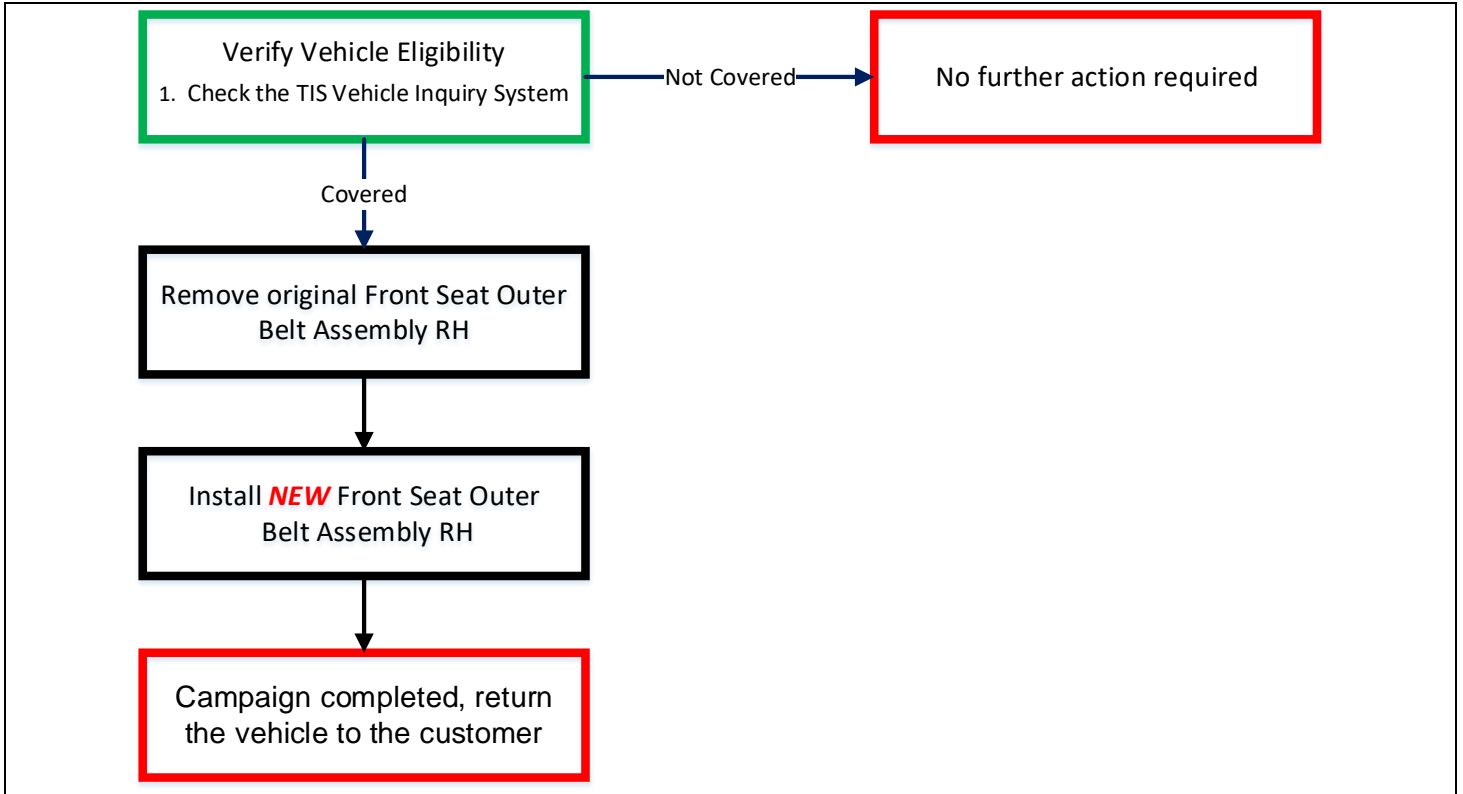 Verify Vehicle Eligibility
1. Check the TIS Vehicle Inquiry System
Not Covered
No further action required
Covered
Remove original Front Seat Outer
Belt Assembly RH
Install NEW Front Seat Outer
Belt Assembly RH
Campaign completed, return
the vehicle to the customer